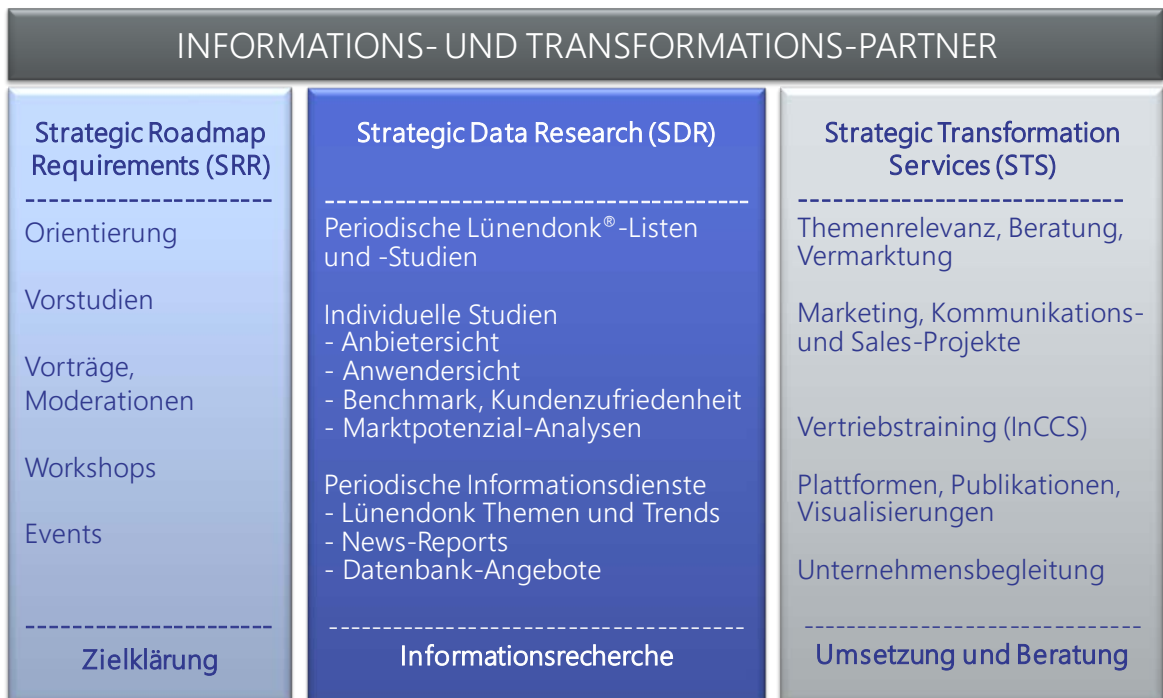 INFORMATIONS- UND TRANSFORMATIONS-PARTNER
Strategic Roadmap
Requirements (SRR)
-----------------------
Orientierung
Vorstudien
Vorträge,
Moderationen
Workshops
Events
-----------------------
Zielklärung
Strategic Data Research (SDR)
---------------------------------------
Periodische Lünendonk®-Listen
und -Studien
Individuelle Studien
- Anbietersicht
- Anwendersicht
- Benchmark, Kundenzufriedenheit
- Marktpotenzial-Analysen
Periodische Informationsdienste
- Lünendonk Themen und Trends
- News-Reports
- Datenbank-Angebote
---------------------------------------
Informationsrecherche
Strategic Transformation
Services (STS)
------------------------------
Themenrelevanz, Beratung,
Vermarktung
Marketing, Kommunikations-
und Sales-Projekte
Vertriebstraining (InCCS)
Plattformen, Publikationen,
Visualisierungen
Unternehmensbegleitung
-------------------------------
Umsetzung und Beratung